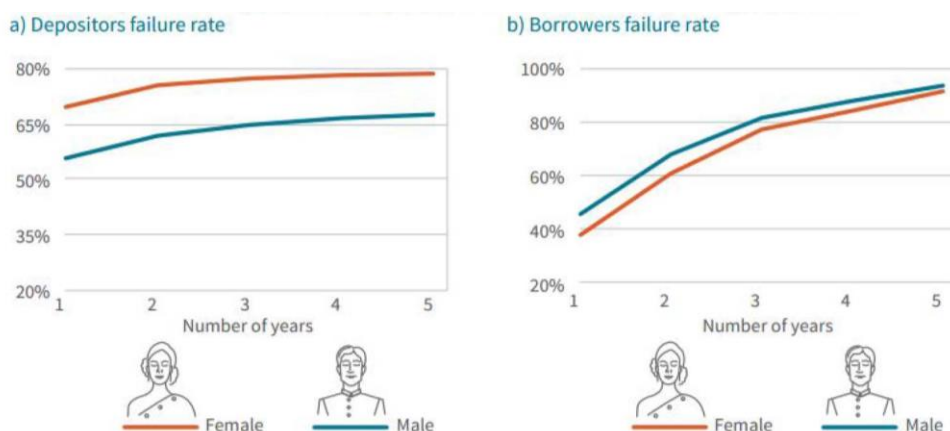 a) Depositors failure rate
80%
65%
50%
35%
20%
1 2 3 4 5
Number of years
Female Male
b) Borrowers failure rate
100%
80%
60%
40%
20%
1 2 3 4 5
Number of years
Female Male